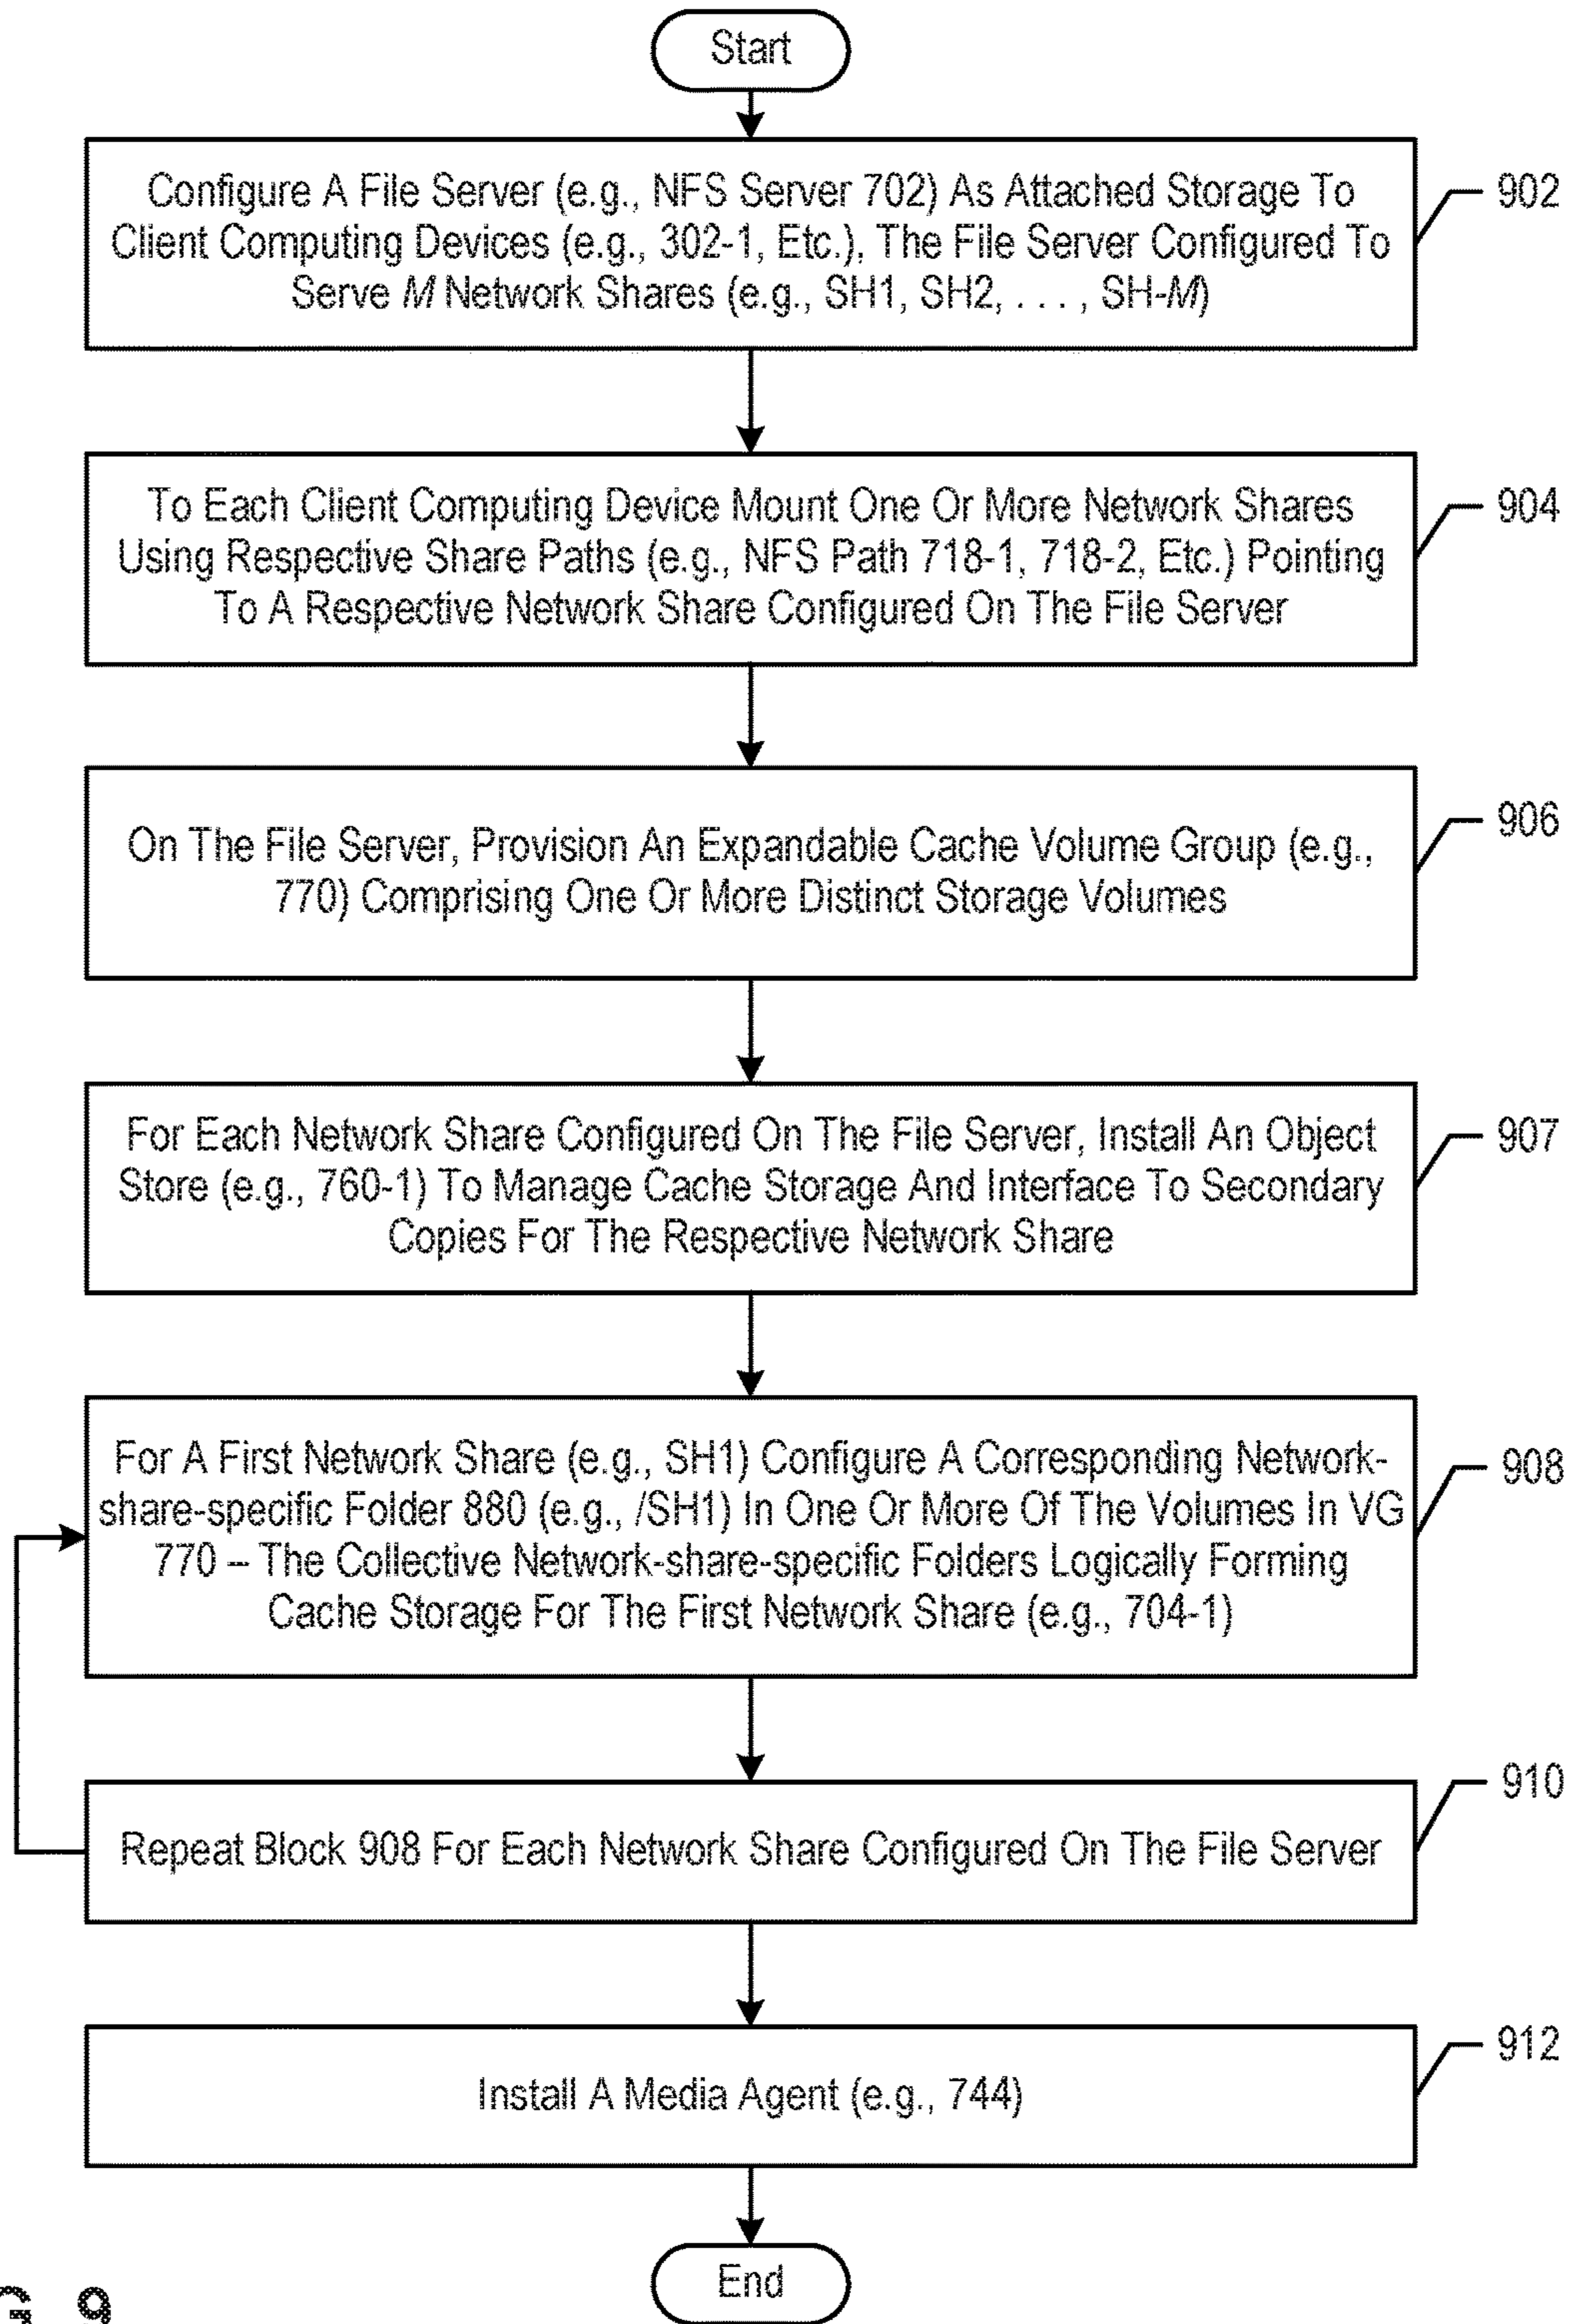 Start
Configure A File Server (e.g., NFS Server 702) As Attached Storage To
Client Computing Devices (e.g., 302-1, Etc.), The File Server Configured To
Serve M Network Shares (e.g., SH1, SH2, . . . , SH-M)
902
To Each Client Computing Device Mount One Or More Network Shares
Using Respective Share Paths (e.g., NFS Path 718-1, 718-2, Etc.) Pointing
To A Respective Network Share Configured On The File Server
904
On The File Server, Provision An Expandable Cache Volume Group (e.g.,
770) Comprising One Or More Distinct Storage Volumes
906
For Each Network Share Configured On The File Server, Install An Object
Store (e.g., 760-1) To Manage Cache Storage And Interface To Secondary
Copies For The Respective Network Share
907
For A First Network Share (e.g., SH1) Configure A Corresponding Network-
share-specific Folder 880 (e.g., /SH1) In One Or More Of The Volumes In VG
770 – The Collective Network-share-specific Folders Logically Forming
Cache Storage For The First Network Share (e.g., 704-1)
908
Repeat Block 908 For Each Network Share Configured On The File Server
910
Install A Media Agent (e.g., 744)
912
End
G. 9